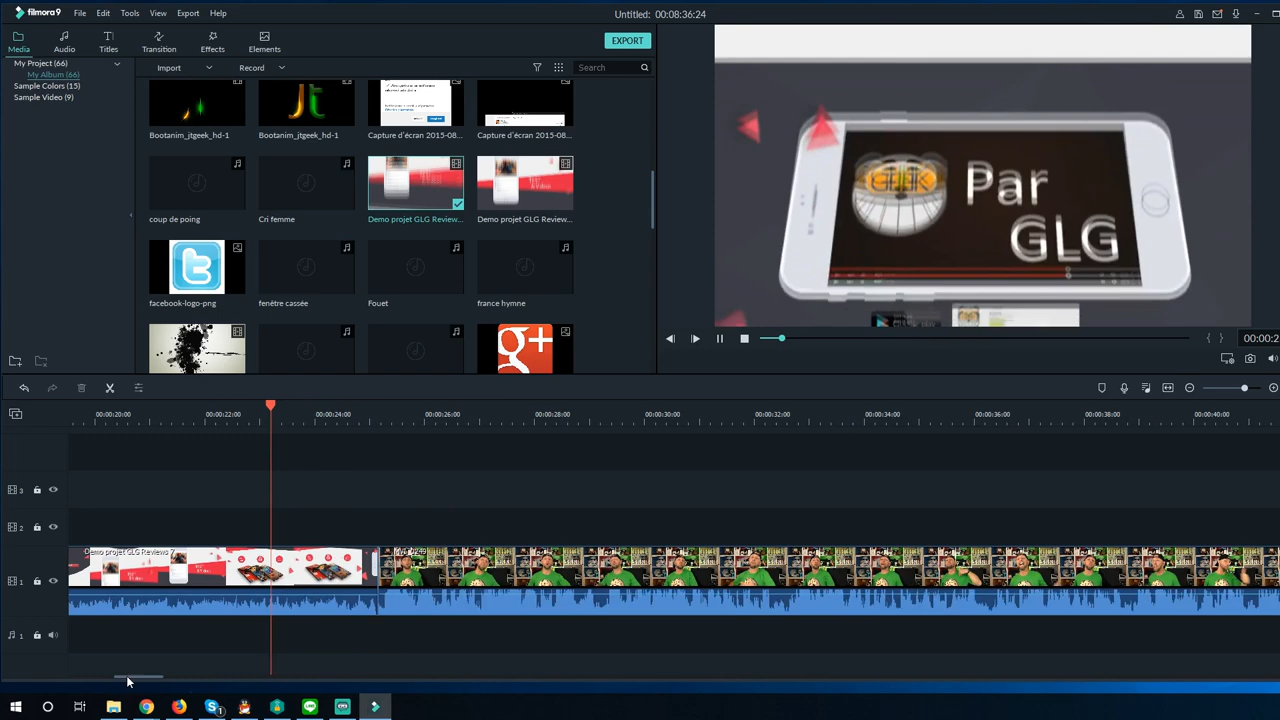 filmora9 File Edit Tools View Export Help Untitled: 00:08:36:24
Media Audio Titles Transition Effects Elements EXPORT
My Project (66)
My Album (66)
Sample Colors (15)
Sample Video (9)
Import Record Search
Bootanim_jtgeek_hd-1 Bootanim_jtgeek_hd-1 Capture d'écran 2015-08... Capture d'écran 2015-08...
coup de poing Cri femme Demo projet GLG Review... Demo projet GLG Review...
facebook-logo-png fenêtre cassée Fouet france hymne
Par
GLG
00:00:2
00:00:20:00 00:00:22:00 00:00:24:00 00:00:26:00 00:00:28:00 00:00:30:00 00:00:32:00 00:00:34:00 00:00:36:00 00:00:38:00 00:00:40:00
3
2
Demo projet GLG Reviews 7
1
1